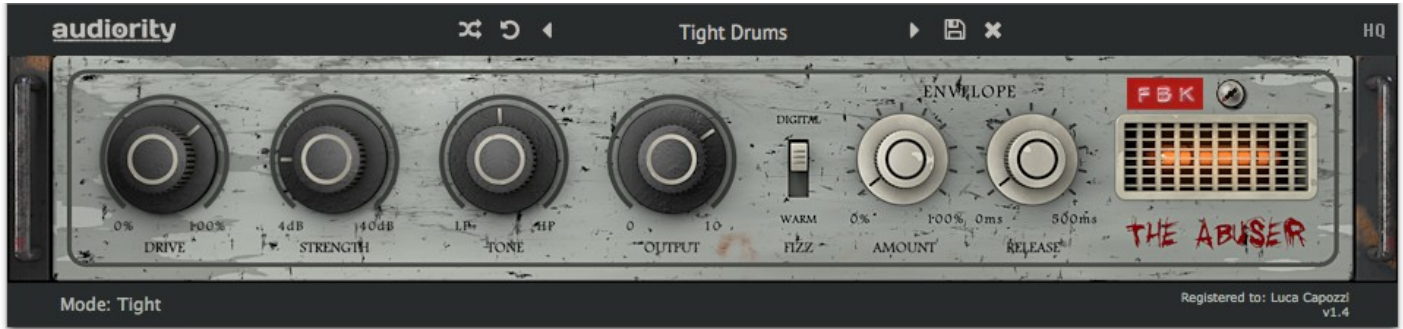 audiority
Tight Drums
HQ
ENVELOPE
FBK
DIGITAL
0% 100%
4dB 40dB
LP HP
0 10
WARM
0% 100%
0ms 500ms
DRIVE
STRENGTH
TONE
OUTPUT
FIZZ
AMOUNT
RELEASE
THE ABUSER
Mode: Tight
Registered to: Luca Capozzi
v1.4